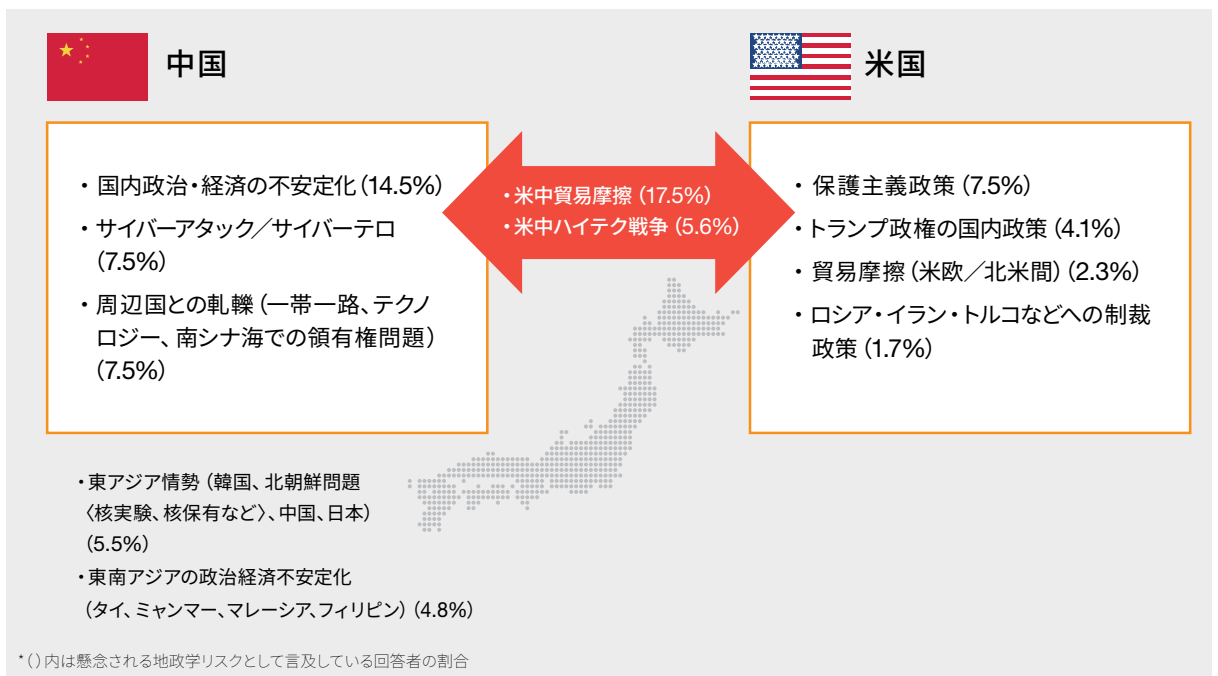 中国
・国内政治・経済の不安定化(14.5%)
・サイバーアタック／サイバーテロ
(7.5%)
・周辺国との軋轢(一帯一路、テクノ
ロジー、南シナ海での領有権問題)
(7.5%)
・米中貿易摩擦(17.5%)
・米中ハイテク戦争(5.6%)
米国
・保護主義政策(7.5%)
・トランプ政権の国内政策(4.1%)
・貿易摩擦(米欧／北米間)(2.3%)
・ロシア・イラン・トルコなどへの制裁
政策(1.7%)
・東アジア情勢(韓国、北朝鮮問題
〈核実験、核保有など〉、中国、日本)
(5.5%)
・東南アジアの政治経済不安定化
(タイ、ミャンマー、マレーシア、フィリピン)(4.8%)
*()内は懸念される地政学リスクとして言及している回答者の割合